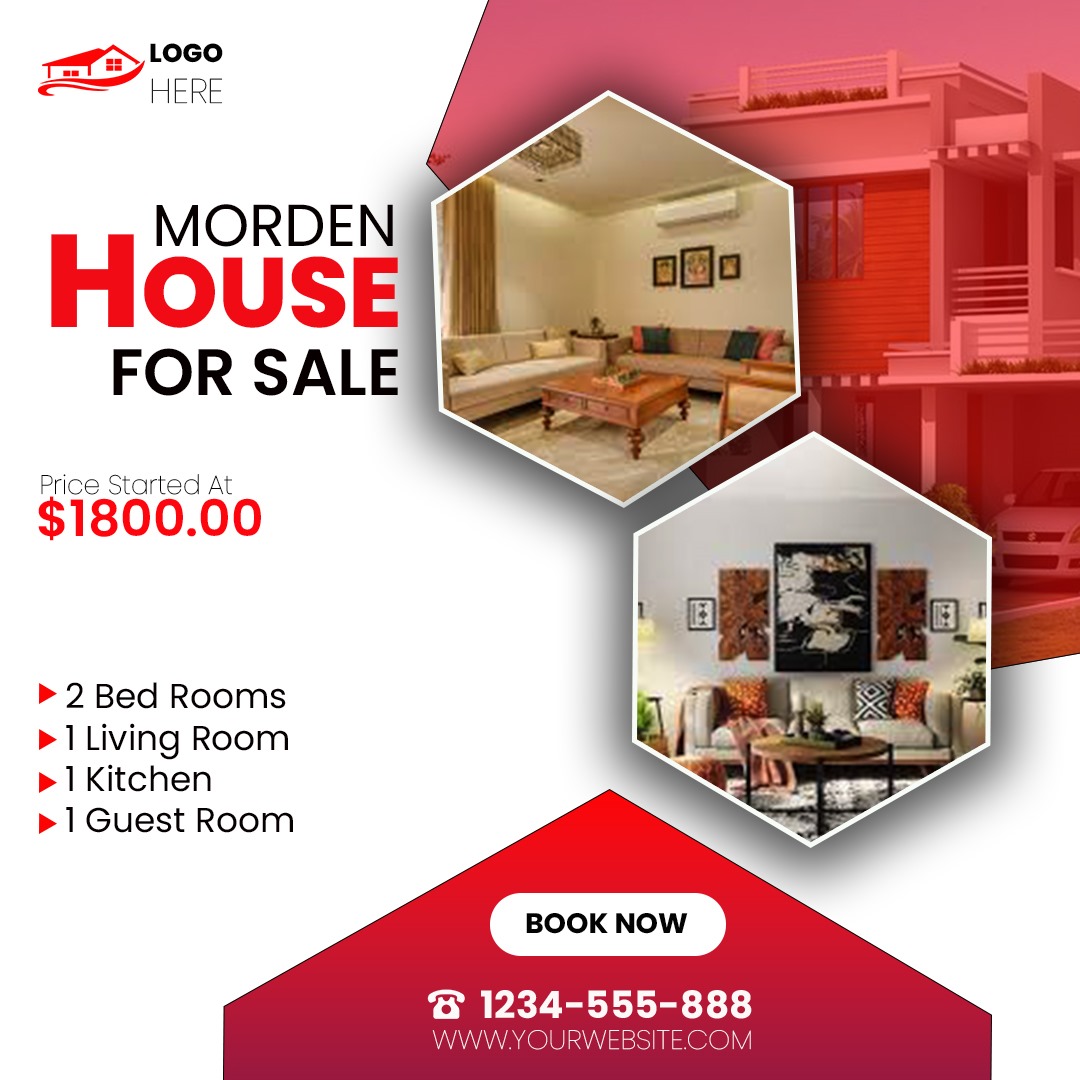 LOGO
HERE
MORDEN
HOUSE
FOR SALE
Price Started At
$1800.00
2 Bed Rooms
1 Living Room
1 Kitchen
1 Guest Room
BOOK NOW
1234-555-888
WWW.YOURWEBSITE.COM